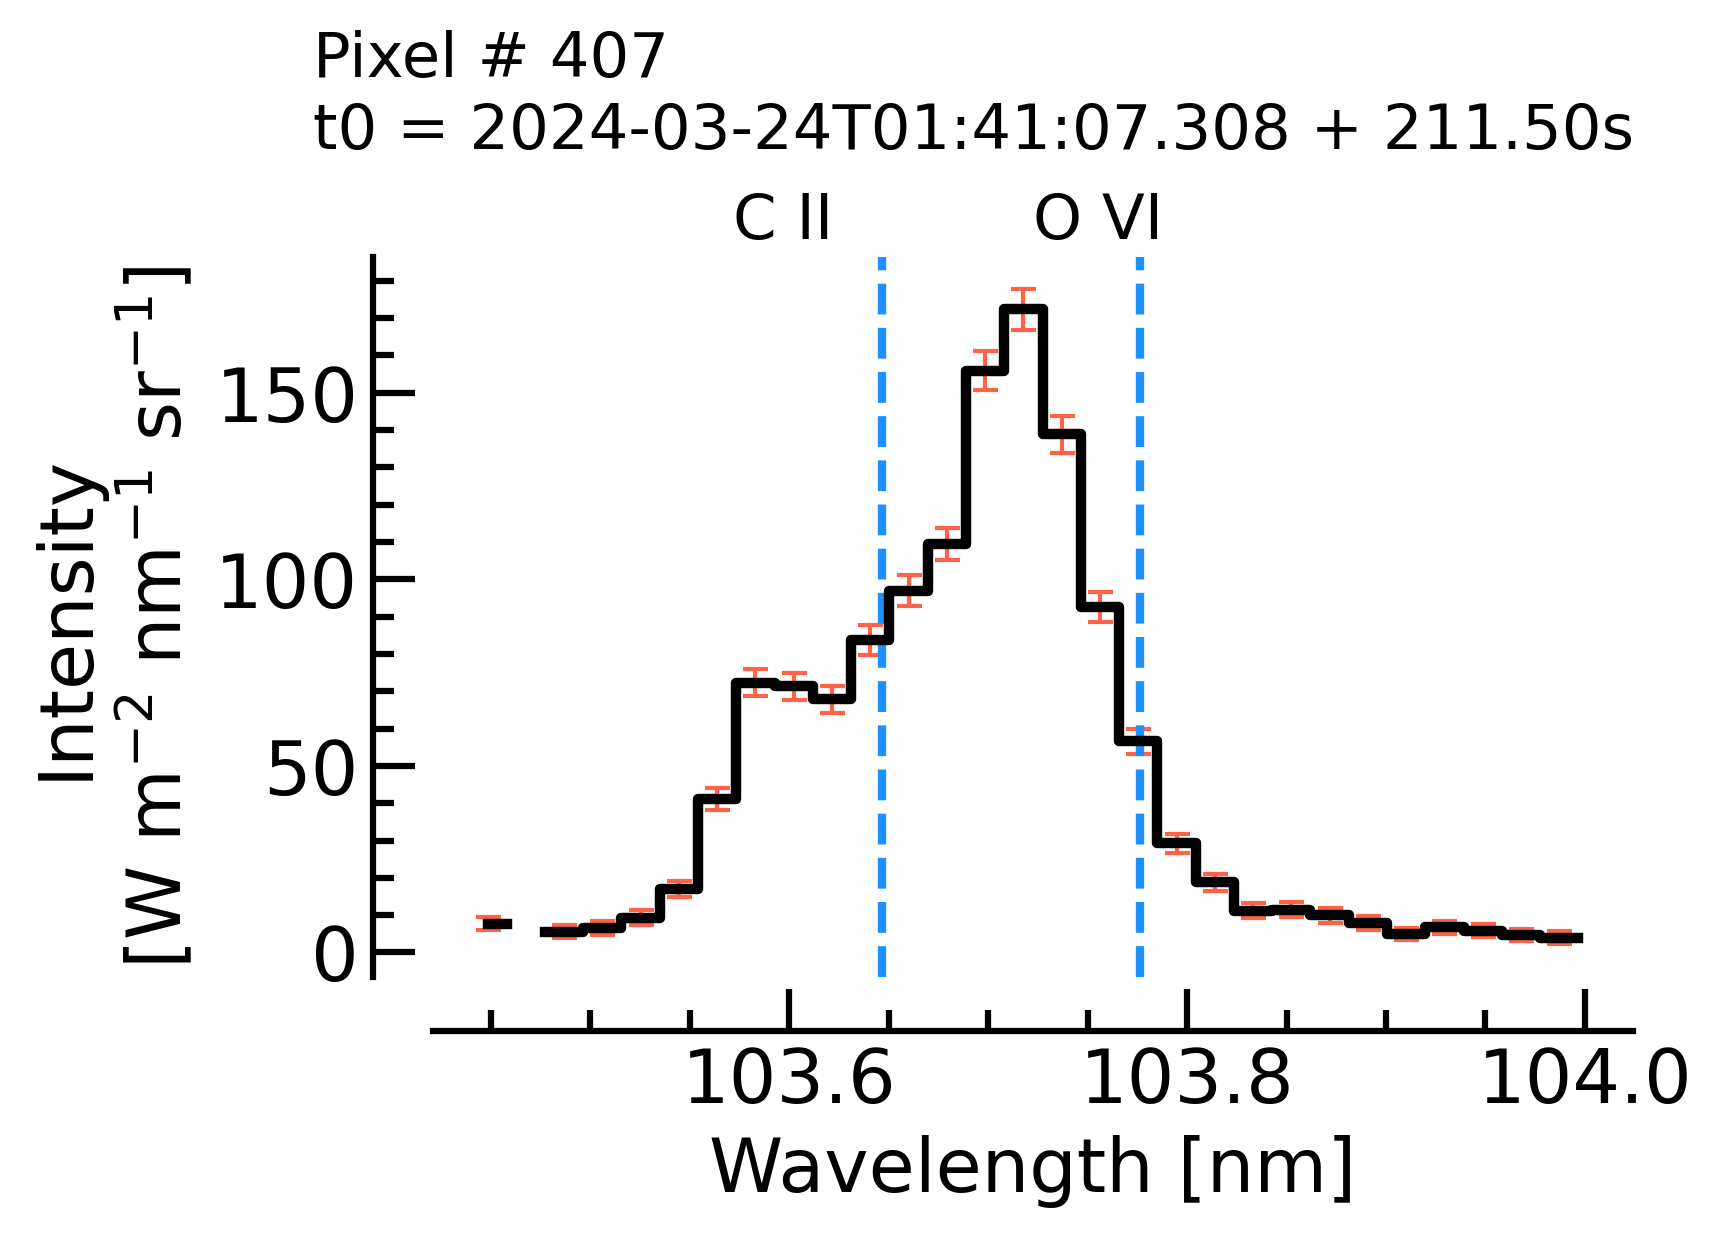 Pixel # 407
t0 = 2024-03-24T01:41:07.308 + 211.50s
C II O VI
Intensity
[W m⁻² nm⁻¹ sr⁻¹]
150
100
50
0
103.6 103.8 104.0
Wavelength [nm]